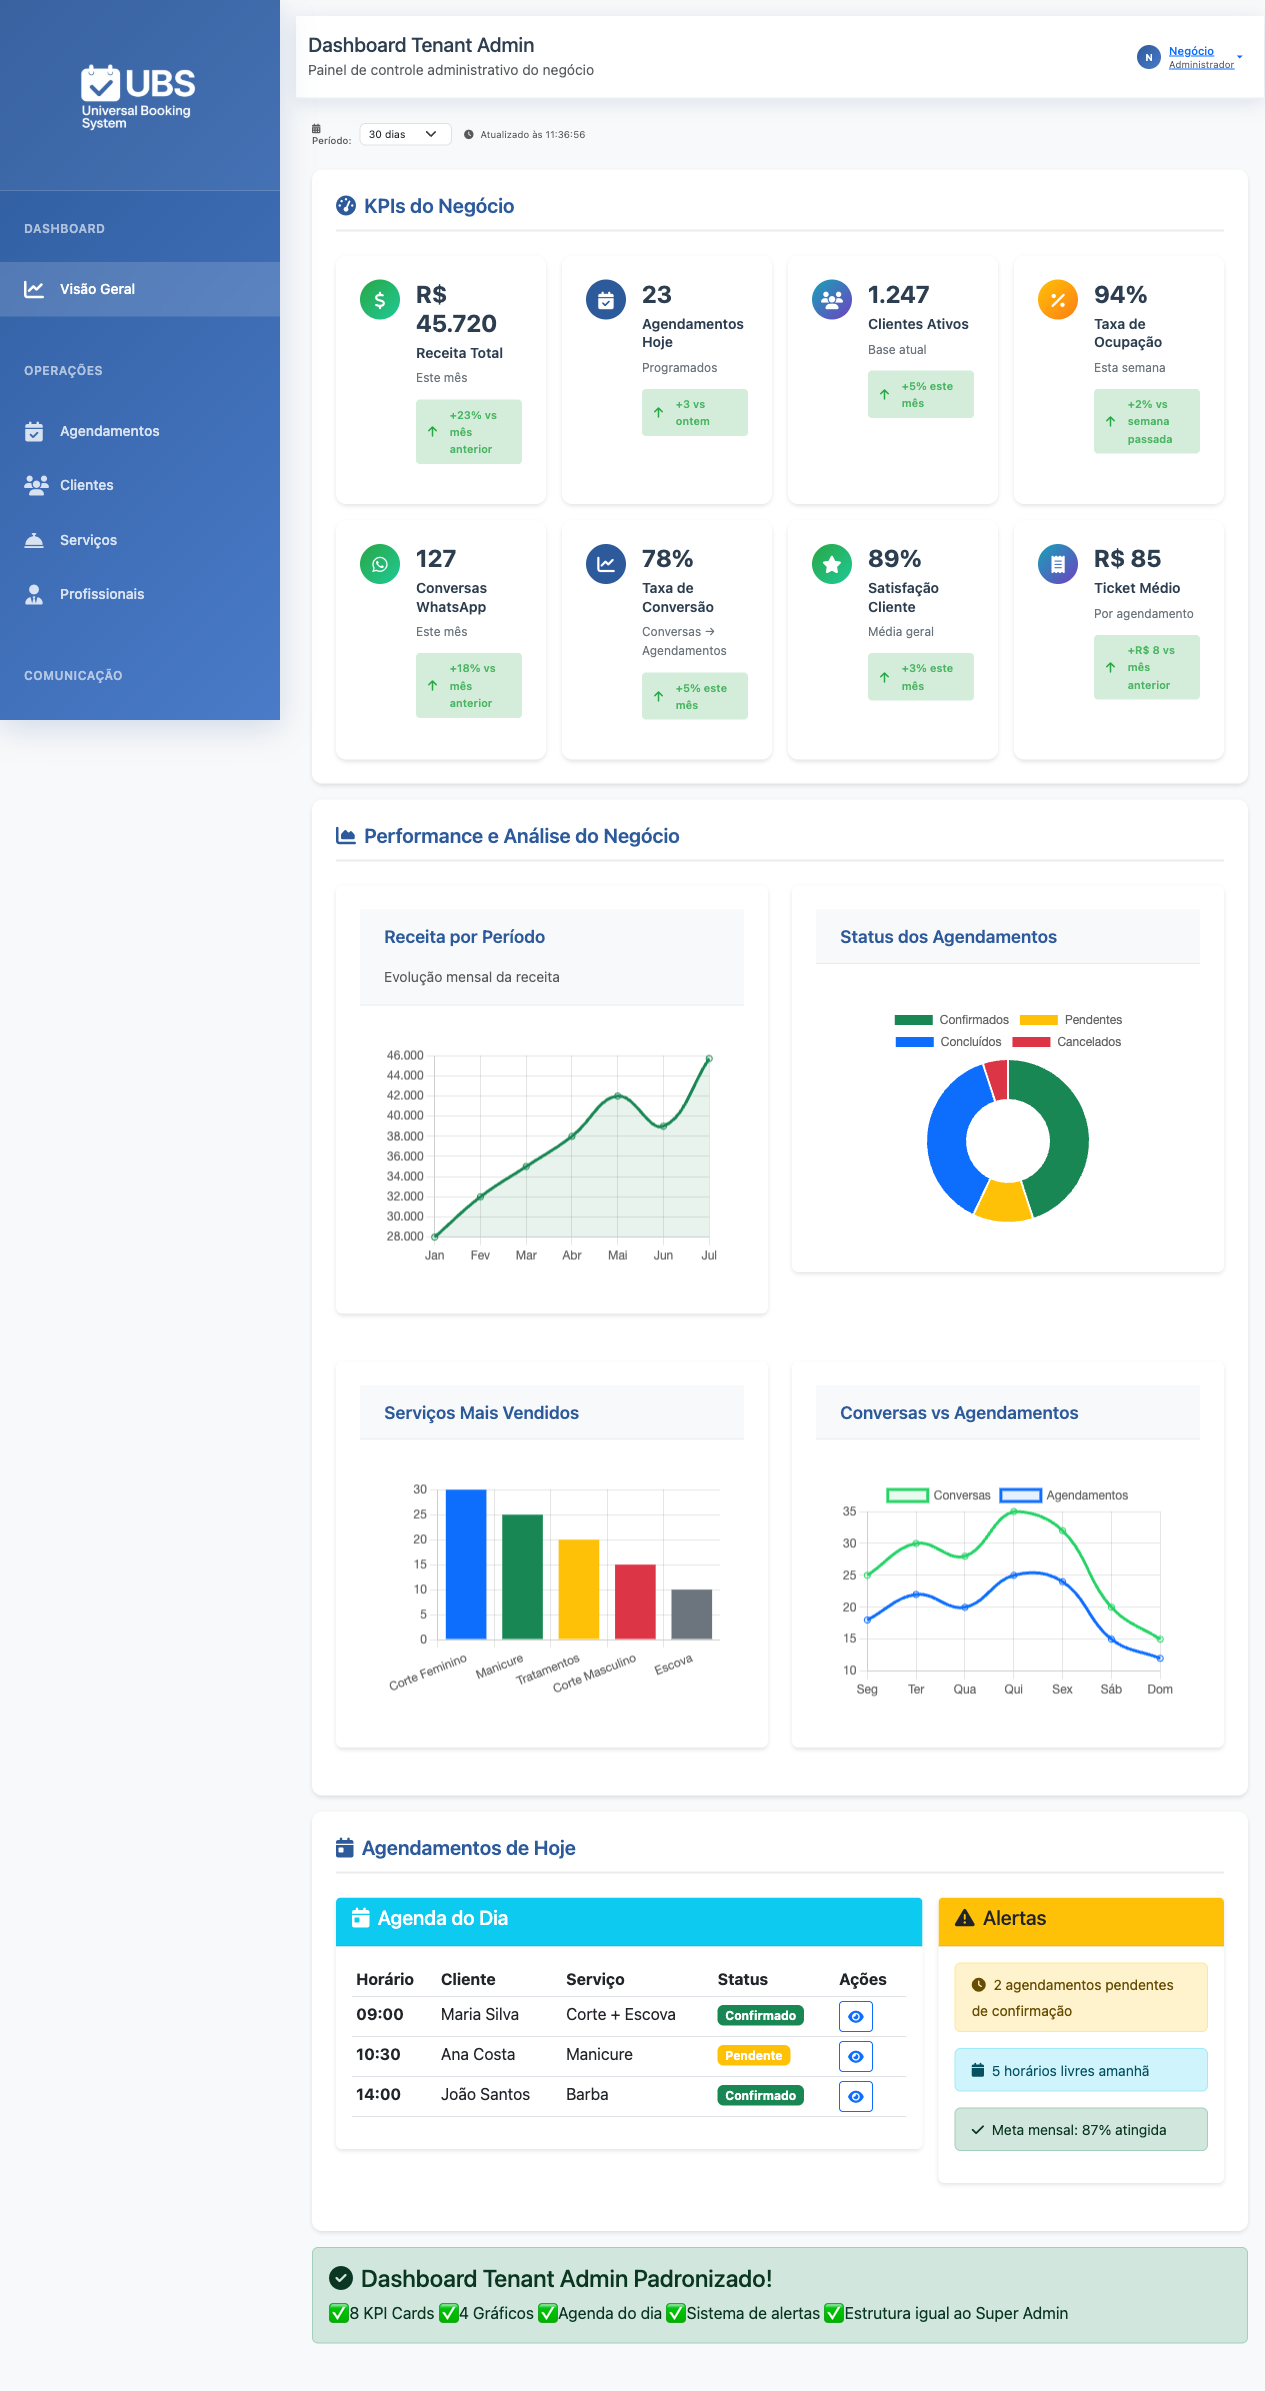 UBS
Universal Booking
System
DASHBOARD
Visão Geral
OPERAÇÕES
Agendamentos
Clientes
Serviços
Profissionais
COMUNICAÇÃO
Dashboard Tenant Admin
Painel de controle administrativo do negócio
N
Negócio
Administrador
Período:
30 dias
Atualizado às 11:36:56
KPIs do Negócio
R$
45.720
Receita Total
Este mês
+23% vs
mês
anterior
23
Agendamentos
Hoje
Programados
+3 vs
ontem
1.247
Clientes Ativos
Base atual
+5% este
mês
94%
Taxa de
Ocupação
Esta semana
+2% vs
semana
passada
127
Conversas
WhatsApp
Este mês
+18% vs
mês
anterior
78%
Taxa de
Conversão
Conversas →
Agendamentos
+5% este
mês
89%
Satisfação
Cliente
Média geral
+3% este
mês
R$ 85
Ticket Médio
Por agendamento
+R$ 8 vs
mês
anterior
Performance e Análise do Negócio
Receita por Período
Evolução mensal da receita
46.000
44.000
42.000
40.000
38.000
36.000
34.000
32.000
30.000
28.000
Jan Fev Mar Abr Mai Jun Jul
Status dos Agendamentos
Confirmados Pendentes
Concluídos Cancelados
Serviços Mais Vendidos
30
25
20
15
10
5
0
Corte Feminino Manicure Tratamentos Corte Masculino Escova
Conversas vs Agendamentos
Conversas Agendamentos
35
30
25
20
15
10
Seg Ter Qua Qui Sex Sáb Dom
Agendamentos de Hoje
Agenda do Dia
Horário Cliente Serviço Status Ações
09:00 Maria Silva Corte + Escova Confirmado
10:30 Ana Costa Manicure Pendente
14:00 João Santos Barba Confirmado
Alertas
2 agendamentos pendentes
de confirmação
5 horários livres amanhã
Meta mensal: 87% atingida
Dashboard Tenant Admin Padronizado!
✅8 KPI Cards ✅4 Gráficos ✅Agenda do dia ✅Sistema de alertas ✅Estrutura igual ao Super Admin